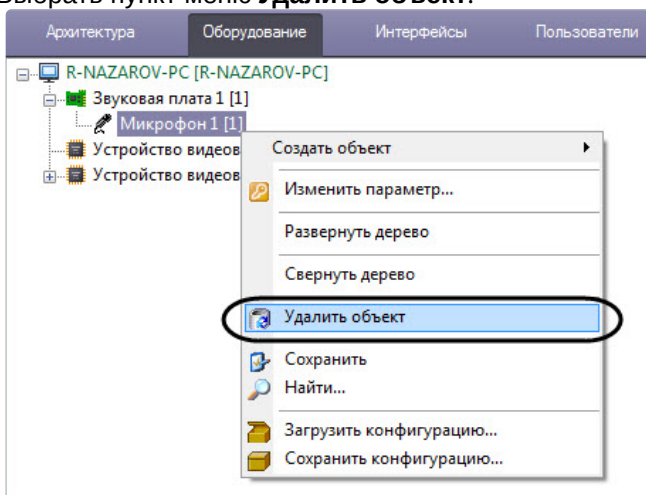 Выбрать пункт меню Удалить объект.
Архитектура Оборудование Интерфейсы Пользователи
R-NAZAROV-PC [R-NAZAROV-PC]
Звуковая плата 1 [1]
Микрофон 1 [1]
Устройство видеов
Устройство видеов
Создать объект
Изменить параметр...
Развернуть дерево
Свернуть дерево
Удалить объект
Сохранить
Найти...
Загрузить конфигурацию...
Сохранить конфигурацию...